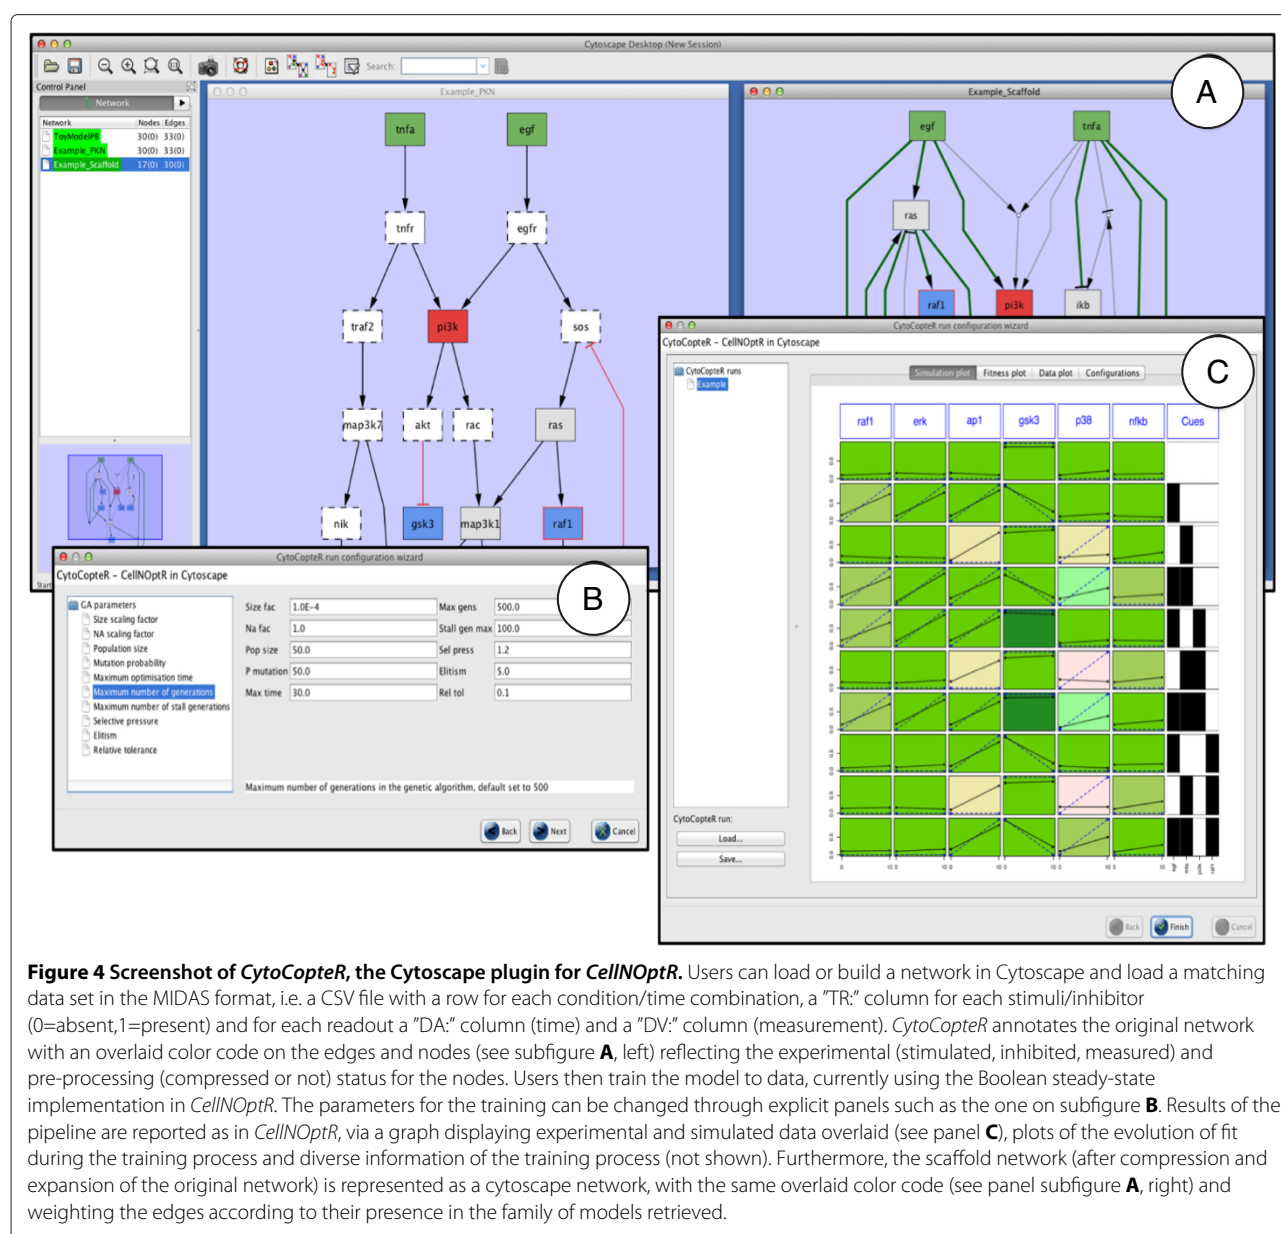 Cytoscape Desktop (New Session)
Search:
A
Control Panel
Network
Network Nodes Edges
ToyModelPB 30(0) 33(0)
Example_PKN 30(0) 33(0)
Example_Scaffold 17(0) 30(0)
Example_PKN
tnfa
egf
tnfr
egfr
traf2
pi3k
sos
map3k7
akt
rac
ras
nik
gsk3
map3k1
raf1
Example_Scaffold
egf
tnfa
ras
raf1
pi3k
ikb
CytoCopteR run configuration wizard
CytoCopteR – CellNOptR in Cytoscape
B
GA parameters
Size scaling factor
NA scaling factor
Population size
Mutation probability
Maximum optimisation time
Maximum number of generations
Maximum number of stall generations
Selective pressure
Elitism
Relative tolerance
Size fac 1.0E-4 Max gens 500.0
Na fac 1.0 Stall gen max 100.0
Pop size 50.0 Sel press 1.2
P mutation 50.0 Elitism 5.0
Max time 30.0 Rel tol 0.1
Maximum number of generations in the genetic algorithm, default set to 500
Back Next Cancel
CytoCopteR run configuration wizard
CytoCopteR – CellNOptR in Cytoscape
C
CytoCopteR runs
Example
Simulation plot Fitness plot Data plot Configurations
raf1 erk ap1 gsk3 p38 nfkb Cues
egf tnfa pi3k raf1
CytoCopteR run:
Load...
Save...
Back Finish Cancel
Figure 4 Screenshot of CytoCopteR, the Cytoscape plugin for CellNOptR. Users can load or build a network in Cytoscape and load a matching
data set in the MIDAS format, i.e. a CSV file with a row for each condition/time combination, a "TR:" column for each stimuli/inhibitor
(0=absent,1=present) and for each readout a "DA:" column (time) and a "DV:" column (measurement). CytoCopteR annotates the original network
with an overlaid color code on the edges and nodes (see subfigure A, left) reflecting the experimental (stimulated, inhibited, measured) and
pre-processing (compressed or not) status for the nodes. Users then train the model to data, currently using the Boolean steady-state
implementation in CellNOptR. The parameters for the training can be changed through explicit panels such as the one on subfigure B. Results of the
pipeline are reported as in CellNOptR, via a graph displaying experimental and simulated data overlaid (see panel C), plots of the evolution of fit
during the training process and diverse information of the training process (not shown). Furthermore, the scaffold network (after compression and
expansion of the original network) is represented as a cytoscape network, with the same overlaid color code (see panel subfigure A, right) and
weighting the edges according to their presence in the family of models retrieved.